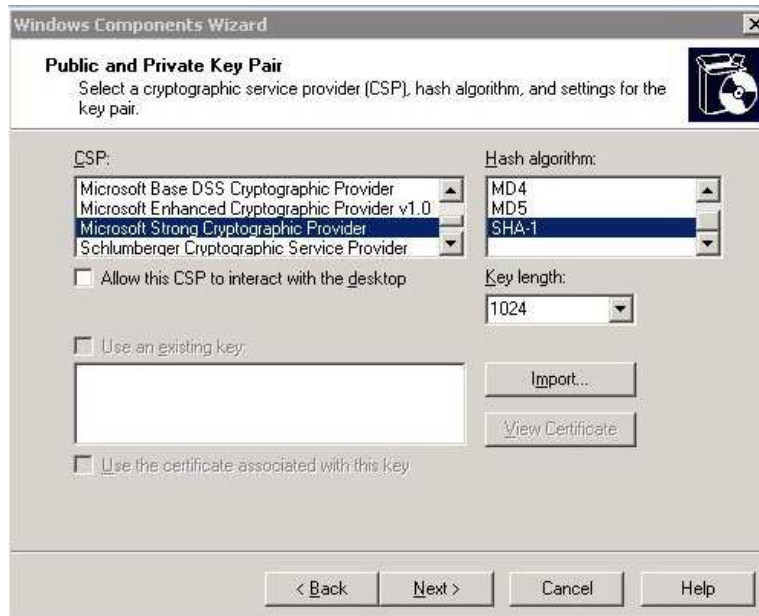 Windows Components Wizard
Public and Private Key Pair
Select a cryptographic service provider (CSP), hash algorithm, and settings for the
key pair.
CSP:
Microsoft Base DSS Cryptographic Provider
Microsoft Enhanced Cryptographic Provider v1.0
Microsoft Strong Cryptographic Provider
Schlumberger Cryptographic Service Provider
Allow this CSP to interact with the desktop
Hash algorithm:
MD4
MD5
SHA-1
Key length:
1024
Use an existing key:
Import...
View Certificate
Use the certificate associated with this key
< Back
Next >
Cancel
Help